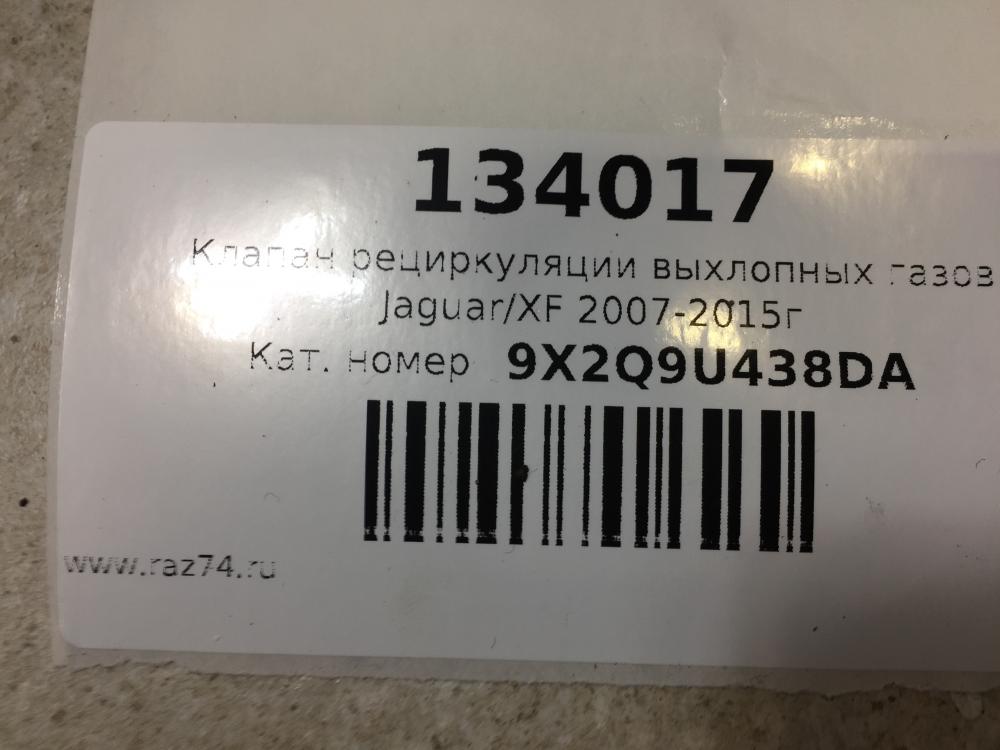 134017
Клапан рециркуляции выхлопных газов
Jaguar/XF 2007-2015г
Кат. номер 9X2Q9U438DA
www.raz74.ru